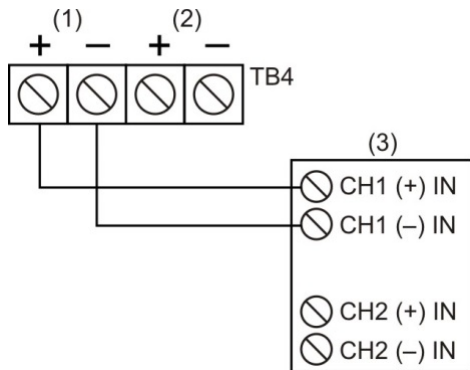 (1) (2)
+ – + –
TB4
(3)
CH1 (+) IN
CH1 (–) IN
CH2 (+) IN
CH2 (–) IN